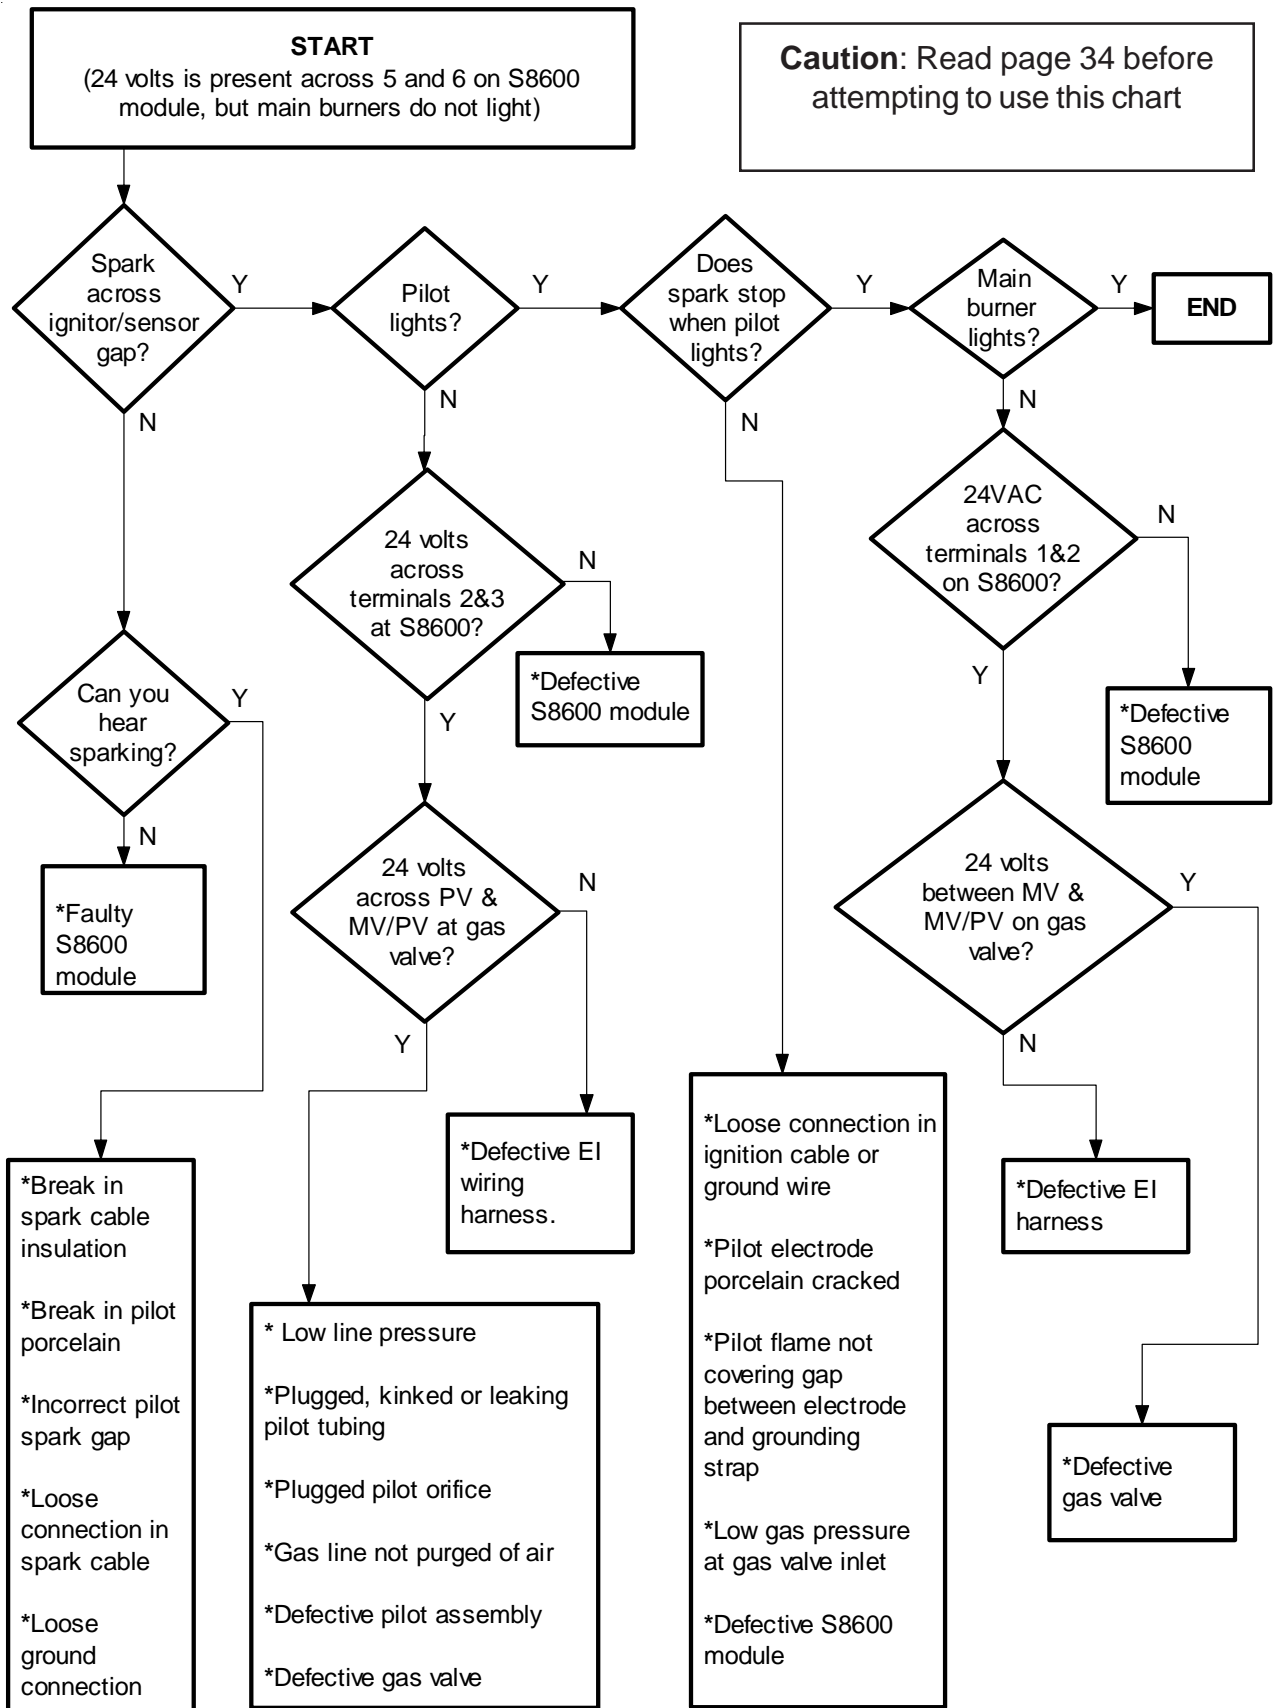 START
(24 volts is present across 5 and 6 on S8600
module, but main burners do not light)
Caution: Read page 34 before
attempting to use this chart
Spark
across
ignitor/sensor
gap?
Y
N
Pilot
lights?
Y
N
Does
spark stop
when pilot
lights?
Y
N
Main
burner
lights?
Y
N
END
24 volts
across
terminals 2&3
at S8600?
N
Y
*Defective
S8600 module
24VAC
across
terminals 1&2
on S8600?
N
Y
*Defective
S8600
module
Can you
hear
sparking?
Y
N
*Faulty
S8600
module
24 volts
across PV &
MV/PV at gas
valve?
N
Y
24 volts
between MV &
MV/PV on gas
valve?
Y
N
*Break in
spark cable
insulation
*Break in pilot
porcelain
*Incorrect pilot
spark gap
*Loose
connection in
spark cable
*Loose
ground
connection
* Low line pressure
*Plugged, kinked or leaking
pilot tubing
*Plugged pilot orifice
*Gas line not purged of air
*Defective pilot assembly
*Defective gas valve
*Defective EI
wiring
harness.
*Loose connection in
ignition cable or
ground wire
*Pilot electrode
porcelain cracked
*Pilot flame not
covering gap
between electrode
and grounding
strap
*Low gas pressure
at gas valve inlet
*Defective S8600
module
*Defective EI
harness
*Defective
gas valve